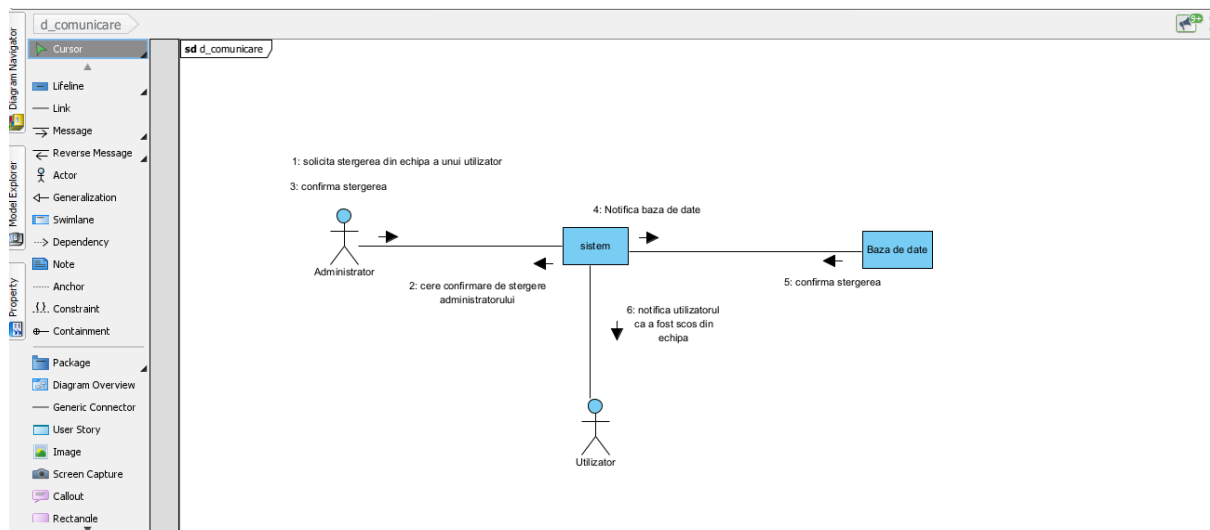 d_comunicare
9+
Diagram Navigator
Model Explorer
Property
Cursor
Lifeline
Link
Message
Reverse Message
Actor
Generalization
Swimlane
Dependency
Note
Anchor
Constraint
Containment
Package
Diagram Overview
Generic Connector
User Story
Image
Screen Capture
Callout
Rectangle
sd d_comunicare
1: solicita stergerea din echipa a unui utilizator
3: confirma stergerea
Administrator
2: cere confirmare de stergere
administratorului
sistem
4: Notifica baza de date
Baza de date
5: confirma stergerea
6: notifica utilizatorul
ca a fost scos din
echipa
Utilizator